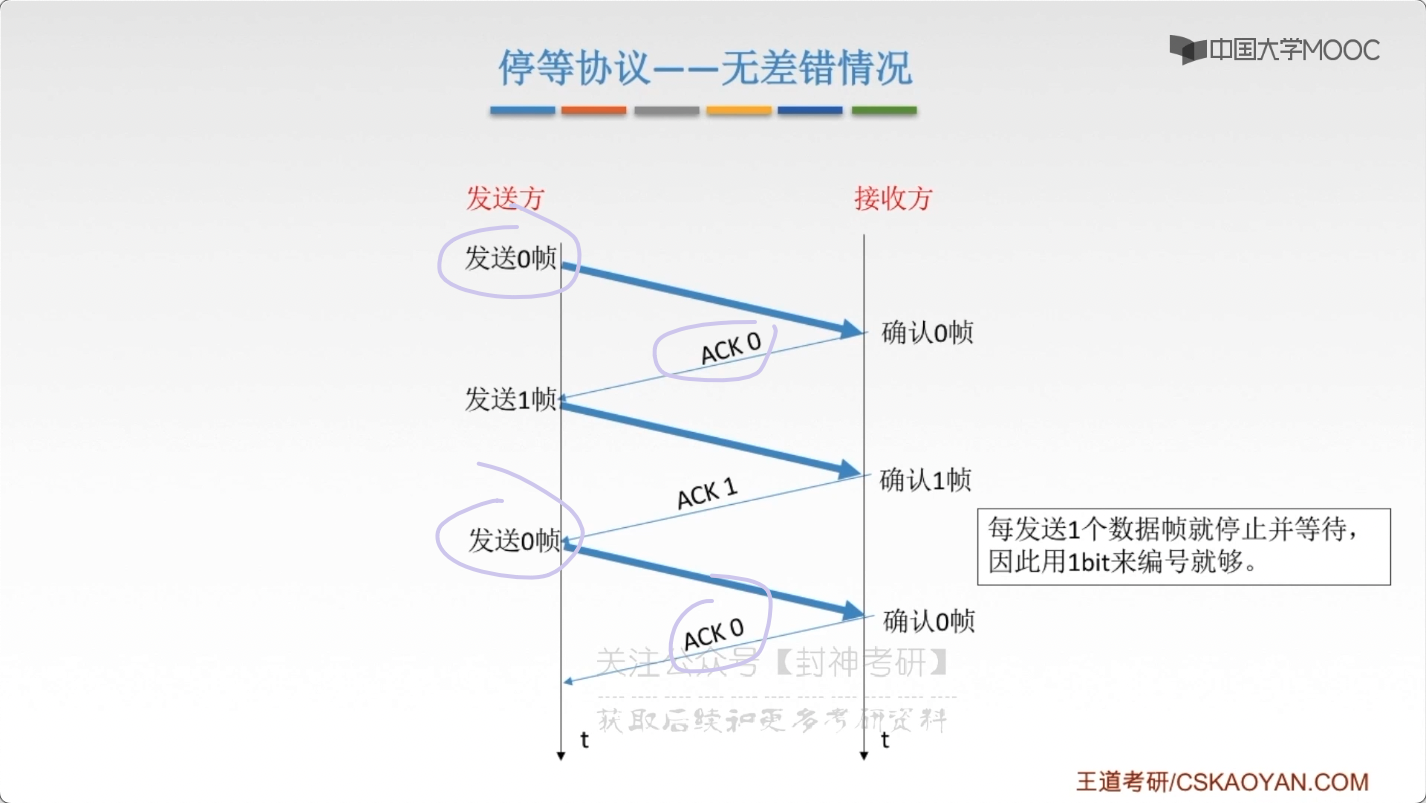 停等协议——无差错情况
中国大学MOOC
发送方
接收方
发送0帧
确认0帧
ACK 0
发送1帧
确认1帧
ACK 1
每发送1个数据帧就停止并等待，
因此用1bit来编号就够。
发送0帧
确认0帧
ACK 0
关注公众号【封神考研】
获取后续和更多考研资料
t
t
王道考研/CSKAOYAN.COM